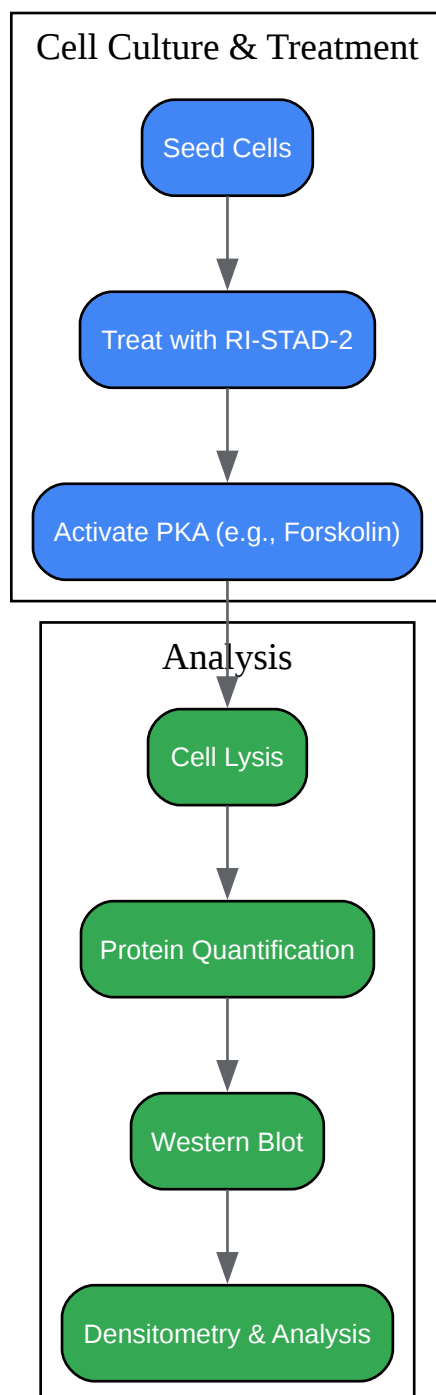 Cell Culture & Treatment
Seed Cells
Treat with RI-STAD-2
Activate PKA (e.g., Forskolin)
Analysis
Cell Lysis
Protein Quantification
Western Blot
Densitometry & Analysis